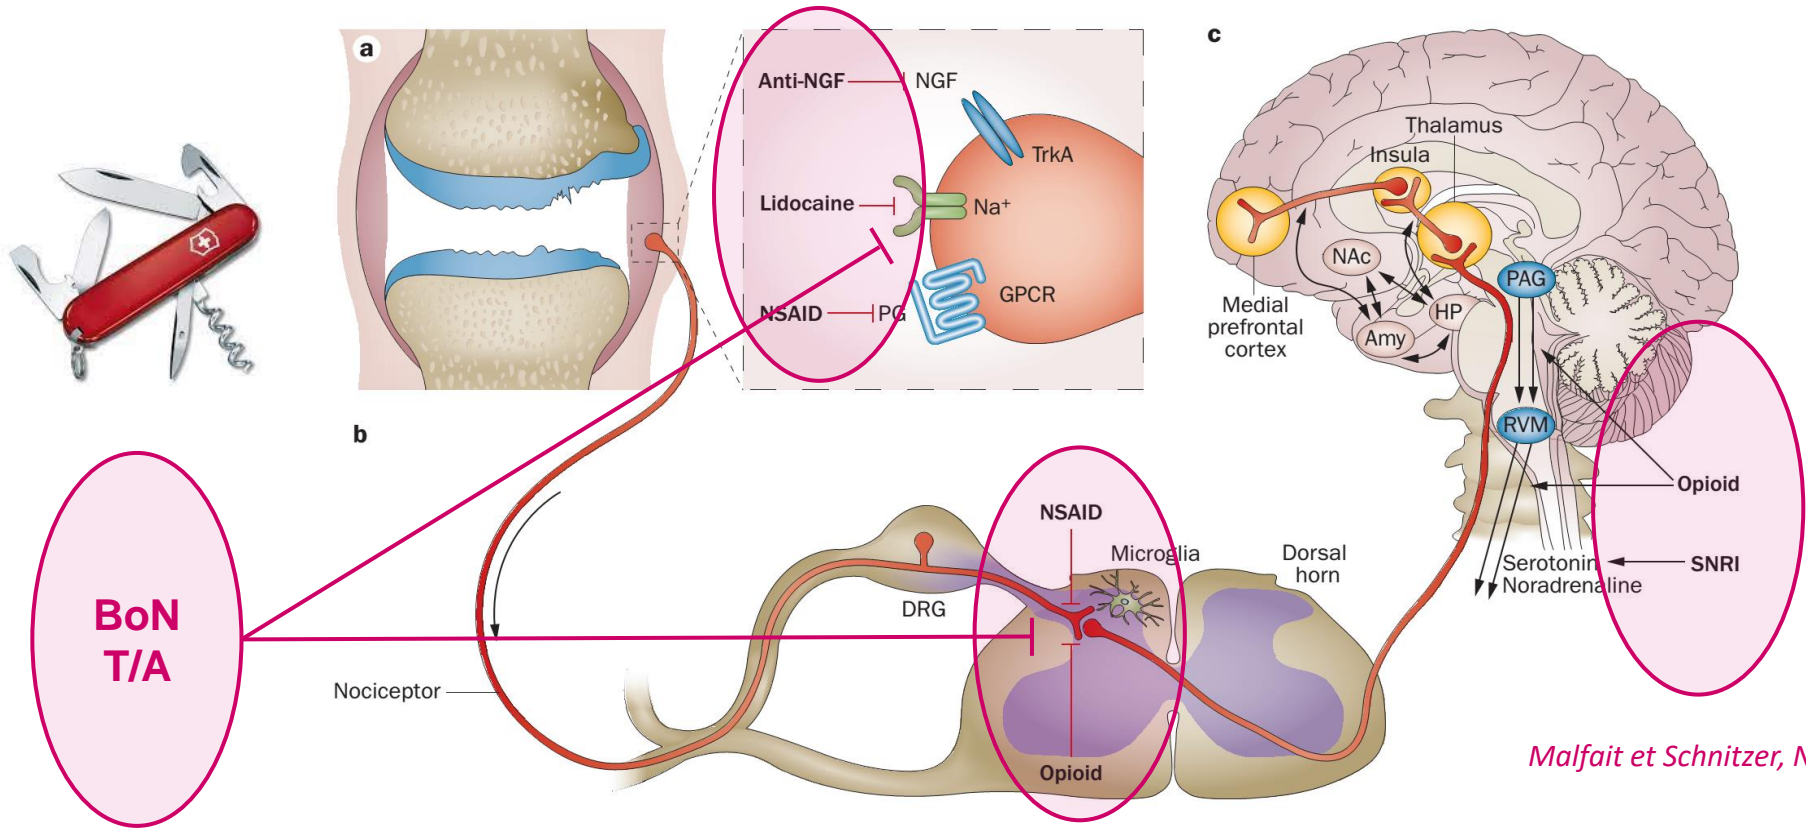 a
Anti-NGF
NGF
TrkA
Lidocaine
Na+
GPCR
NSAID
PG
b
NSAID
Microglia
Dorsal
horn
DRG
Nociceptor
Opioid
BoN
T/A
c
Thalamus
Insula
NAc
PAG
HP
Amy
Medial
prefrontal
cortex
RVM
Opioid
Serotonin
Noradrenaline
SNRI
Malfait et Schnitzer, N